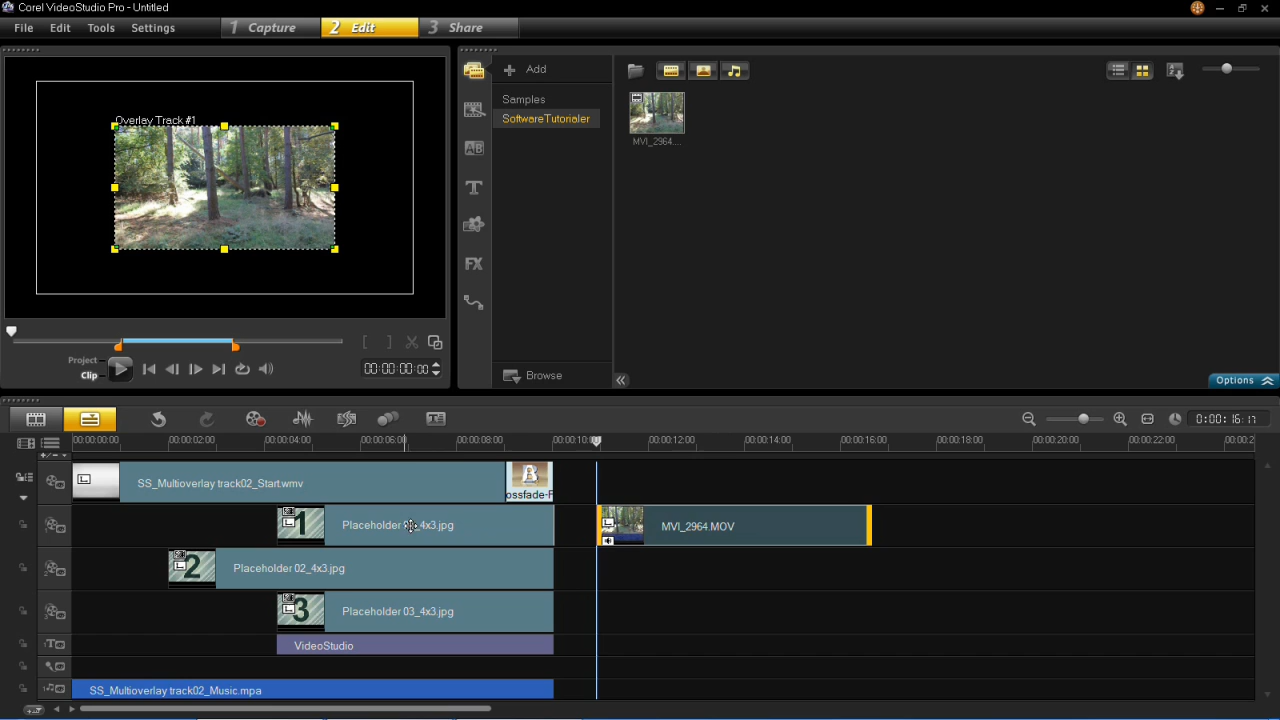 Corel VideoStudio Pro - Untitled
File Edit Tools Settings 1 Capture 2 Edit 3 Share
Overlay Track #1
Add
Samples
SoftwareTutorialer
MVI_2964....
Project
Clip
00:00:00:00
Browse
Options
0:00:16:17
00:00:00:00 00:00:02:00 00:00:04:00 00:00:06:00 00:00:08:00 00:00:10:00 00:00:12:00 00:00:14:00 00:00:16:00 00:00:18:00 00:00:20:00 00:00:22:00 00:00:2
SS_Multioverlay track02_Start.wmv
B
ossfade-F
1
Placeholder 4x3.jpg
MVI_2964.MOV
2
Placeholder 02_4x3.jpg
3
Placeholder 03_4x3.jpg
VideoStudio
SS_Multioverlay track02_Music.mpa